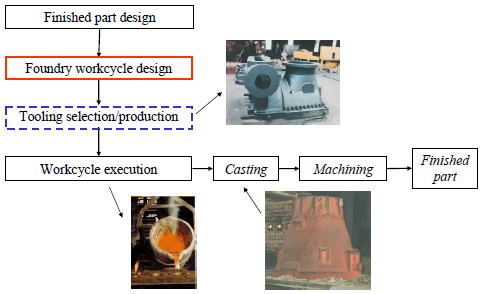 Finished part design
Foundry workcycle design
Tooling selection/production
Workcycle execution
Casting
Machining
Finished
part